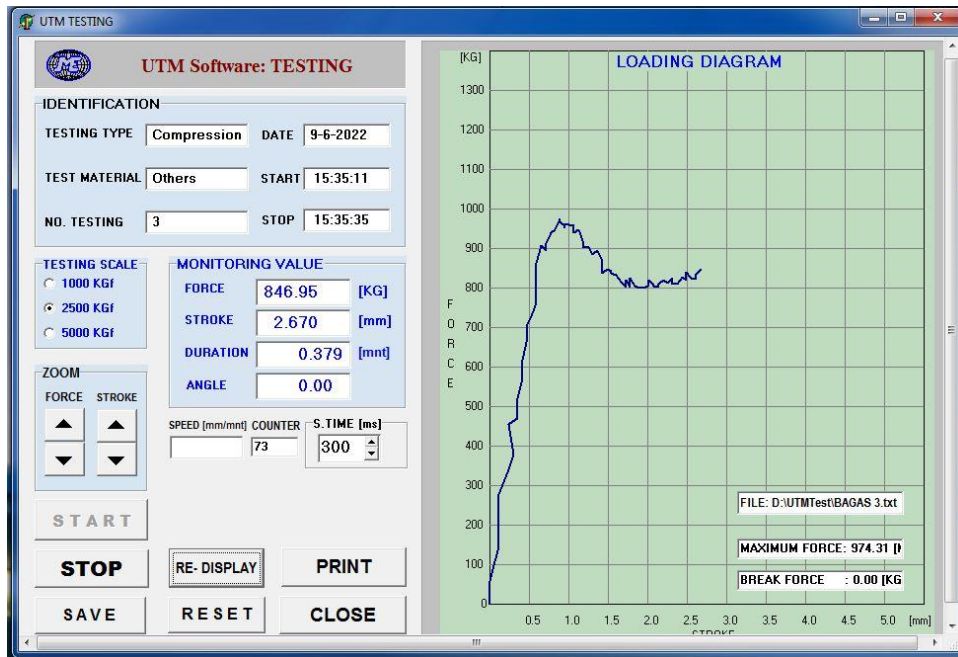 UTM TESTING
UTM Software: TESTING
IDENTIFICATION
TESTING TYPE Compression DATE 9-6-2022
TEST MATERIAL Others START 15:35:11
NO. TESTING 3 STOP 15:35:35
TESTING SCALE
1000 KGf
2500 KGf
5000 KGf
MONITORING VALUE
FORCE 846.95 [KG]
STROKE 2.670 [mm]
DURATION 0.379 [mnt]
ANGLE 0.00
ZOOM
FORCE STROKE
SPEED [mm/mnt] COUNTER S.TIME [ms]
73 300
START
STOP RE- DISPLAY PRINT
SAVE RESET CLOSE
LOADING DIAGRAM
[KG]
1300
1200
1100
1000
900
800
700
600
500
400
300
200
100
0
FORCE
FILE: D:\UTMTest\BAGAS 3.txt
MAXIMUM FORCE: 974.31 [
BREAK FORCE : 0.00 [KG
0.5 1.0 1.5 2.0 2.5 3.0 3.5 4.0 4.5 5.0 [mm]
STROKE